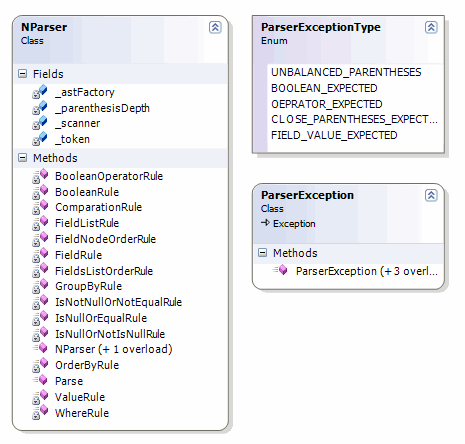 NParser
Class
Fields
_astFactory
_parenthesisDepth
_scanner
_token
Methods
BooleanOperatorRule
BooleanRule
ComparationRule
FieldListRule
FieldNodeOrderRule
FieldRule
FieldsListOrderRule
GroupByRule
IsNotNullOrNotEqualRule
IsNullOrEqualRule
IsNullOrNotIsNullRule
NParser (+ 1 overload)
OrderByRule
Parse
ValueRule
WhereRule
ParserExceptionType
Enum
UNBALANCED_PARENTHESES
BOOLEAN_EXPECTED
OEPRATOR_EXPECTED
CLOSE_PARENTHESES_EXPECT...
FIELD_VALUE_EXPECTED
ParserException
Class
Exception
Methods
ParserException (+ 3 overl...